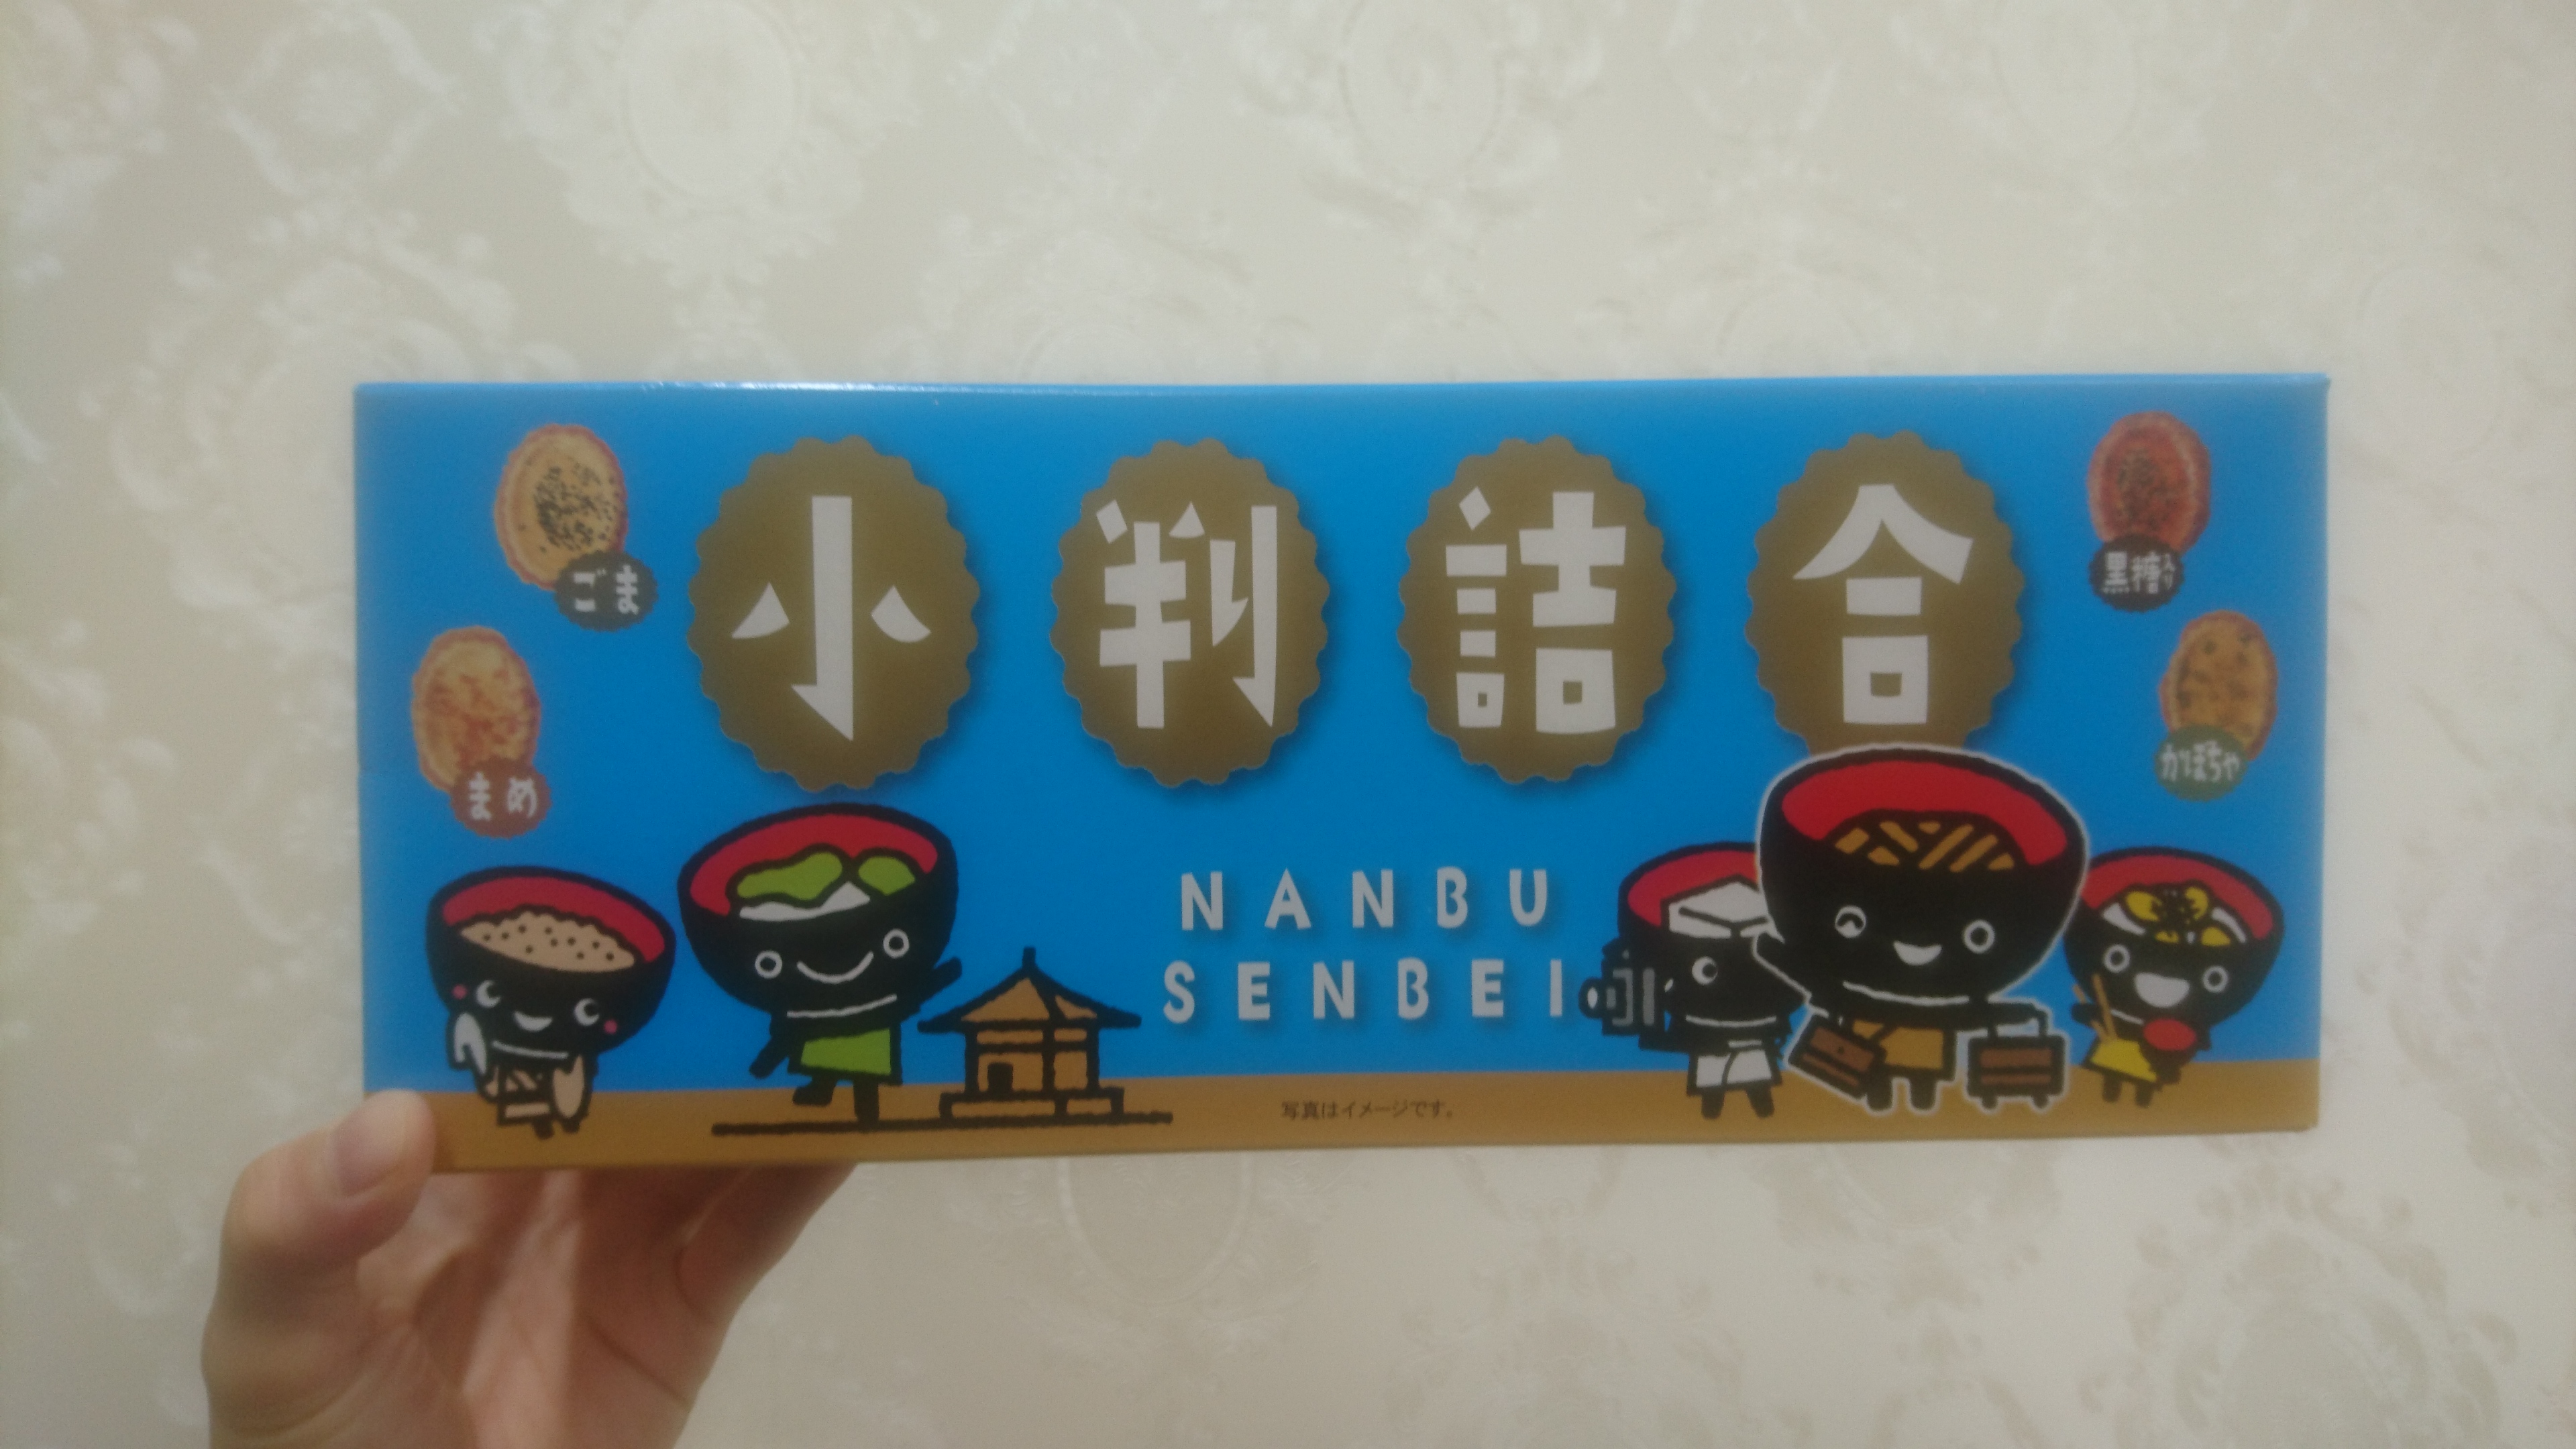 小判詰合
ごま
まめ
黒糖入り
かぼちゃ
NANBU
SENBEI
写真はイメージです。